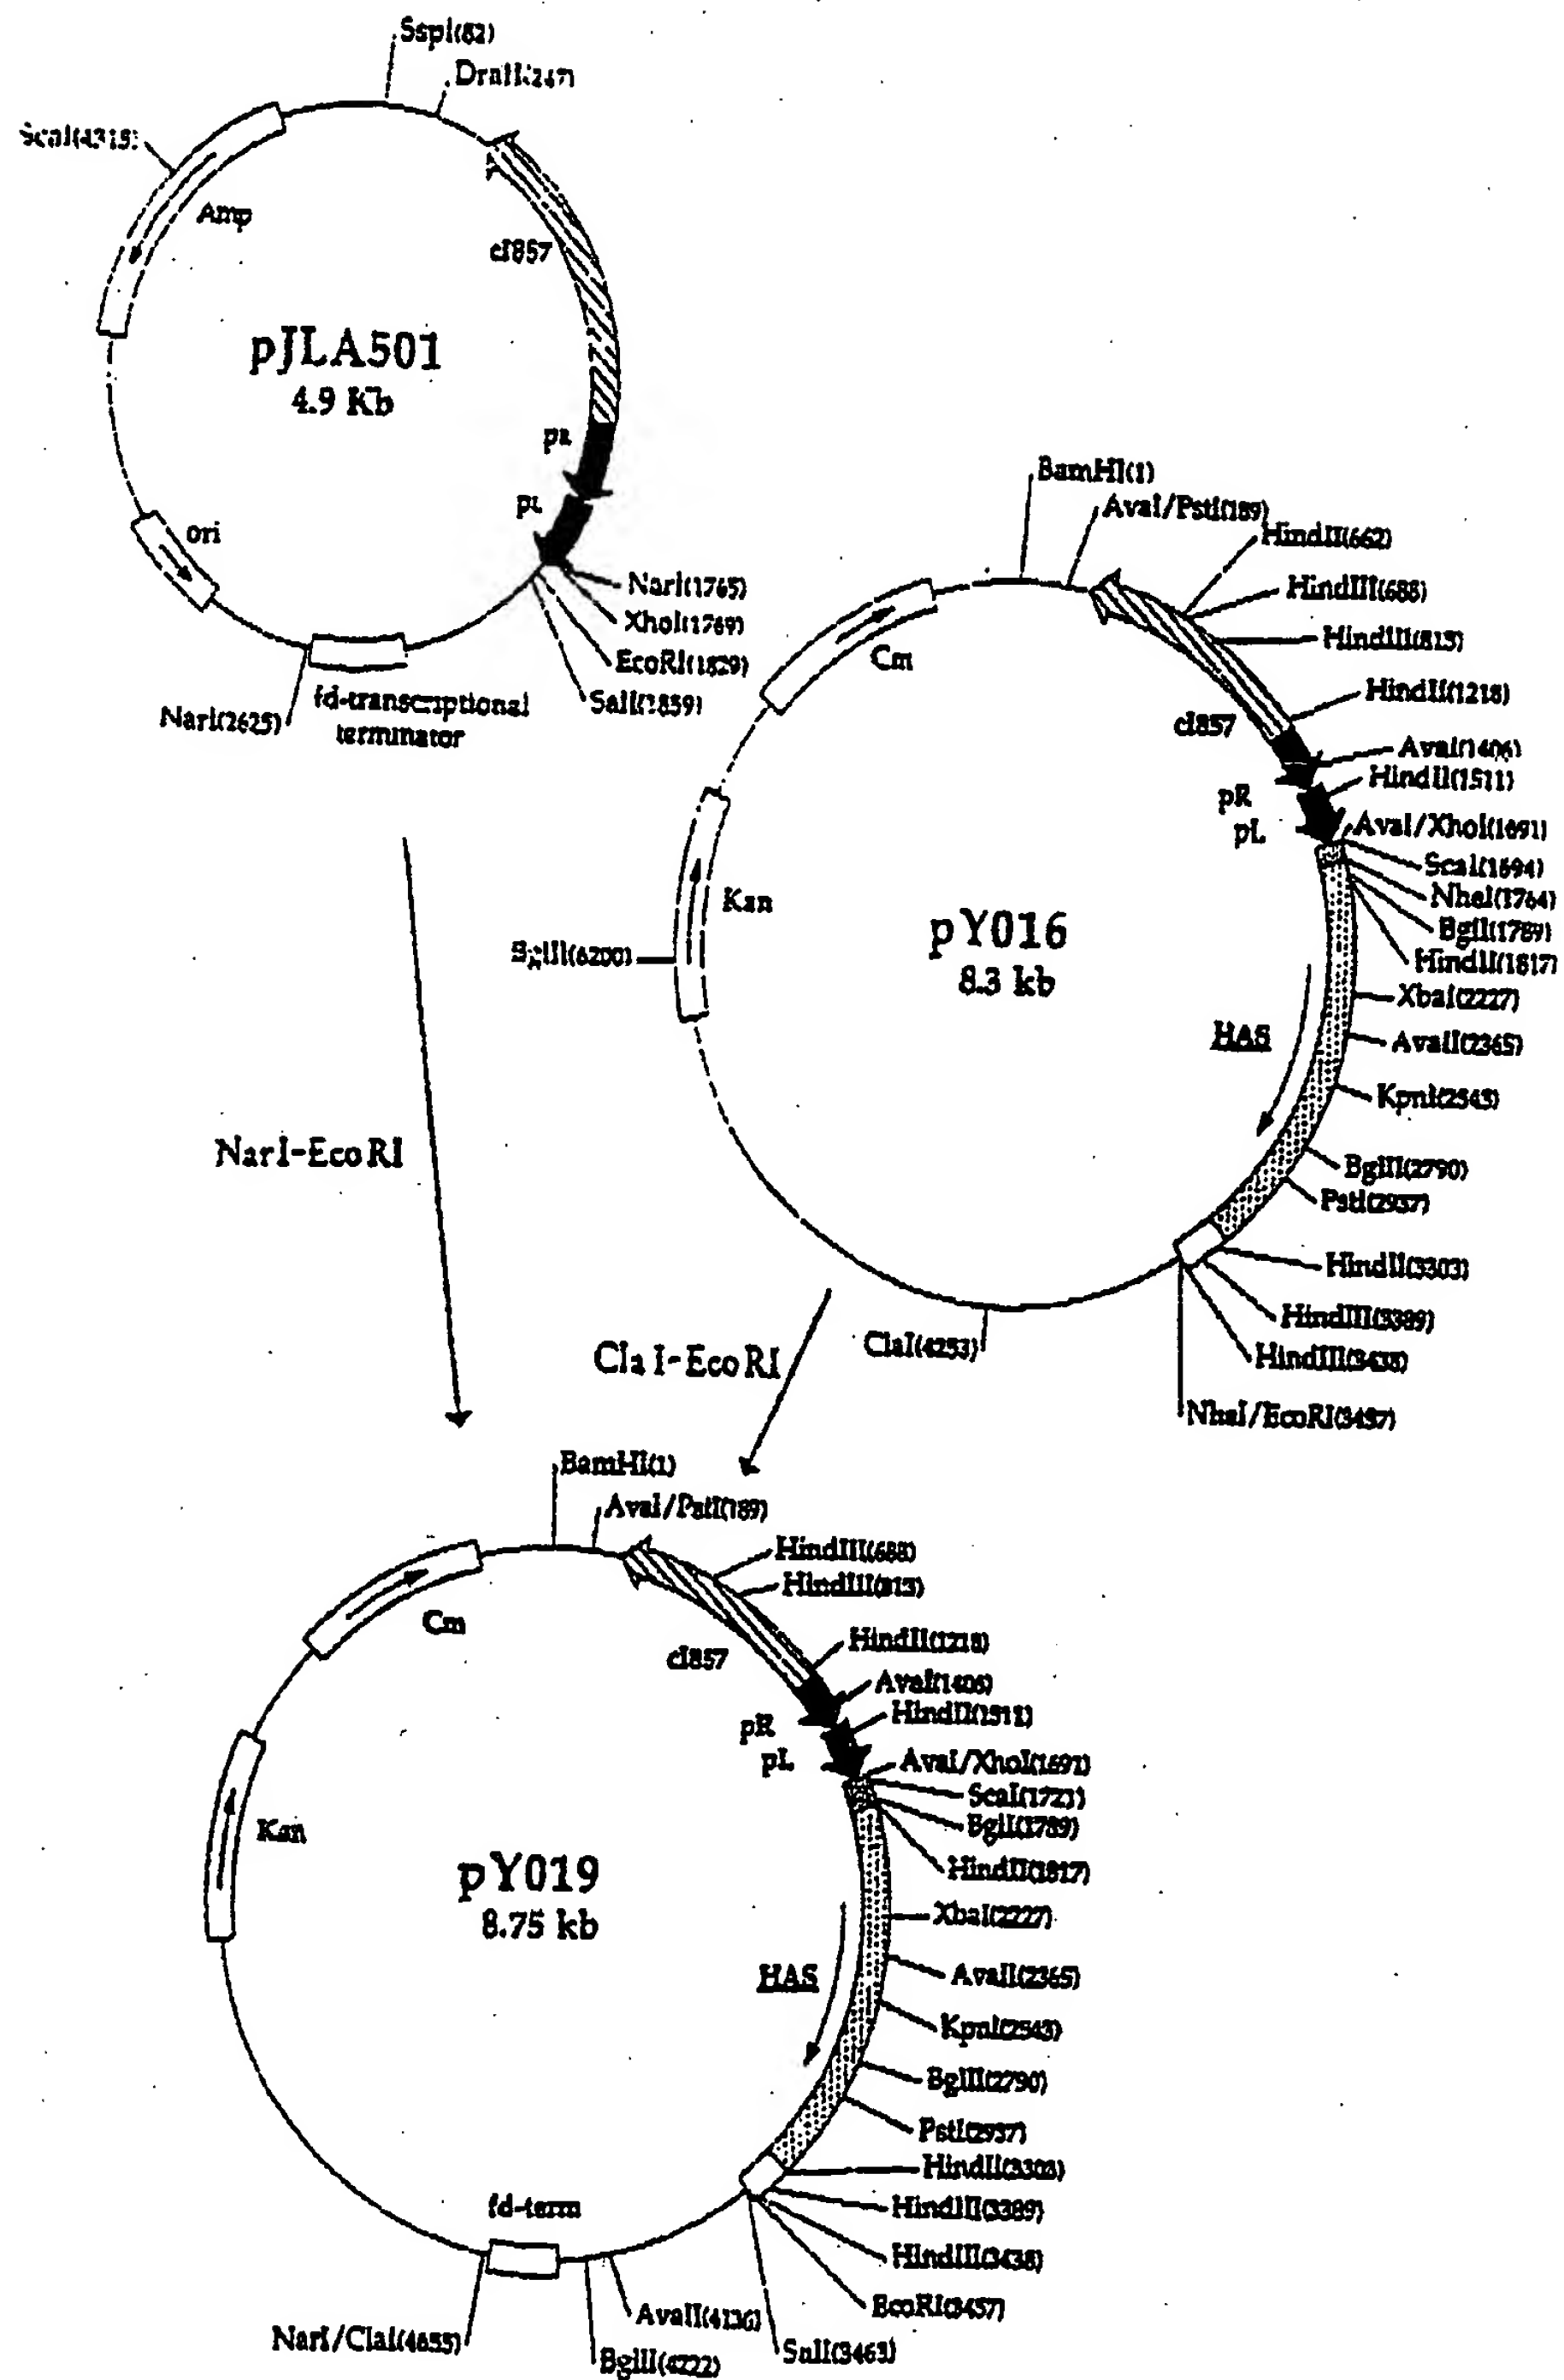 SspI(82)
DraII(247)
ScaI(4315)
Amp
cI857
pJLA501
4.9 Kb
pR
pL
ori
NarI(1765)
XhoI(1769)
EcoRI(1829)
SalI(1859)
NarI(2625)
fd-transcriptional
terminator
BamHI(1)
AvaI/PstI(189)
HindII(662)
HindIII(688)
HindIII(813)
HindII(1218)
cI857
AvaI(1406)
HindII(1511)
pR
pL
AvaI/XhoI(1691)
ScaI(1694)
NheI(1764)
BglI(1789)
HindII(1817)
XbaI(2227)
AvaII(2365)
KpnI(2543)
BglII(2790)
PstI(2937)
HindII(3303)
HindIII(3389)
HindIII(3438)
NheI/EcoRI(3457)
ClaI(4253)
Cm
Kan
BglII(6200)
pY016
8.3 kb
HAS
NarI-EcoRI
ClaI-EcoRI
BamHI(1)
AvaI/PstI(189)
HindIII(688)
HindIII(813)
HindII(1218)
cI857
AvaI(1406)
HindII(1511)
pR
pL
AvaI/XhoI(1691)
ScaI(1721)
BglI(1789)
HindII(1817)
XbaI(2227)
AvaII(2365)
KpnI(2543)
BglII(2790)
PstI(2937)
HindII(3303)
HindIII(3389)
HindIII(3438)
EcoRI(3457)
SalI(3463)
AvaII(4136)
BglII(4222)
NarI/ClaI(4655)
fd-term
Cm
Kan
pY019
8.75 kb
HAS